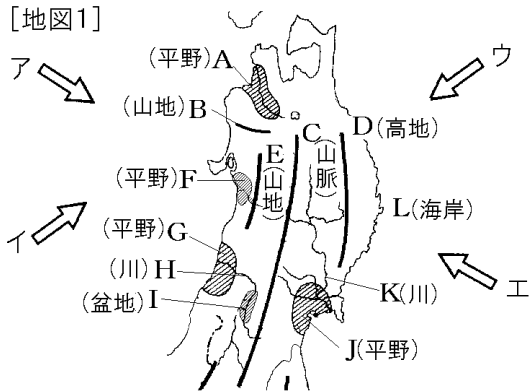 [地図1]
ア
ウ
(平野)A
(山地)B
C
(山脈)
D(高地)
E
(山地)
(平野)F
L(海岸)
イ
(平野)G
(川)H
エ
(盆地)I
K(川)
J(平野)